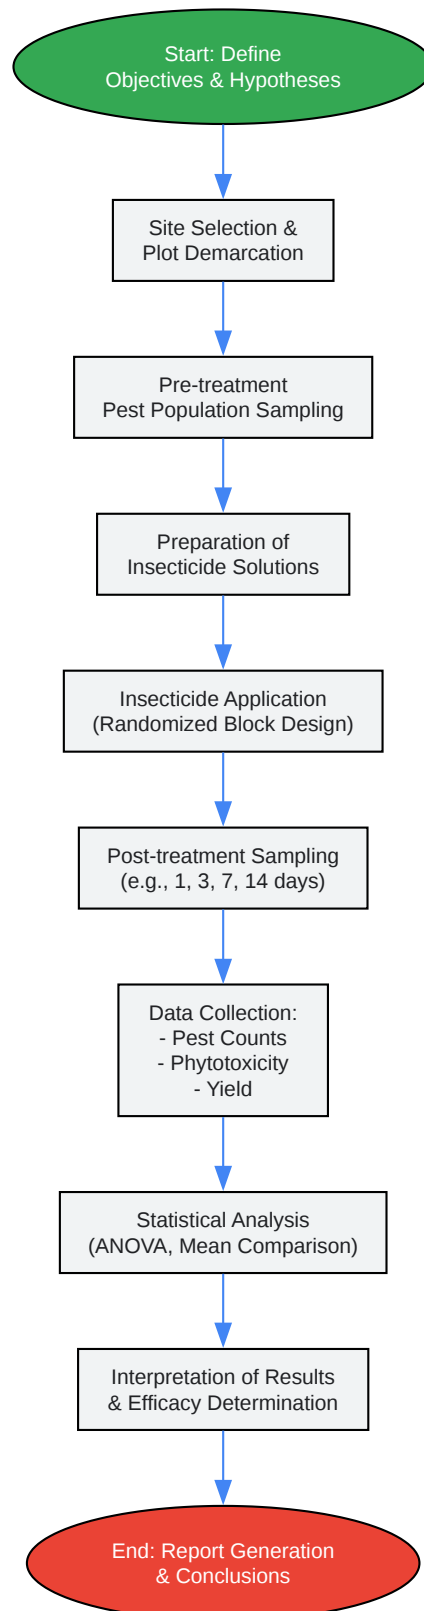 Start: Define
Objectives & Hypotheses
Site Selection &
Plot Demarcation
Pre-treatment
Pest Population Sampling
Preparation of
Insecticide Solutions
Insecticide Application
(Randomized Block Design)
Post-treatment Sampling
(e.g., 1, 3, 7, 14 days)
Data Collection:
- Pest Counts
- Phytotoxicity
- Yield
Statistical Analysis
(ANOVA, Mean Comparison)
Interpretation of Results
& Efficacy Determination
End: Report Generation
& Conclusions